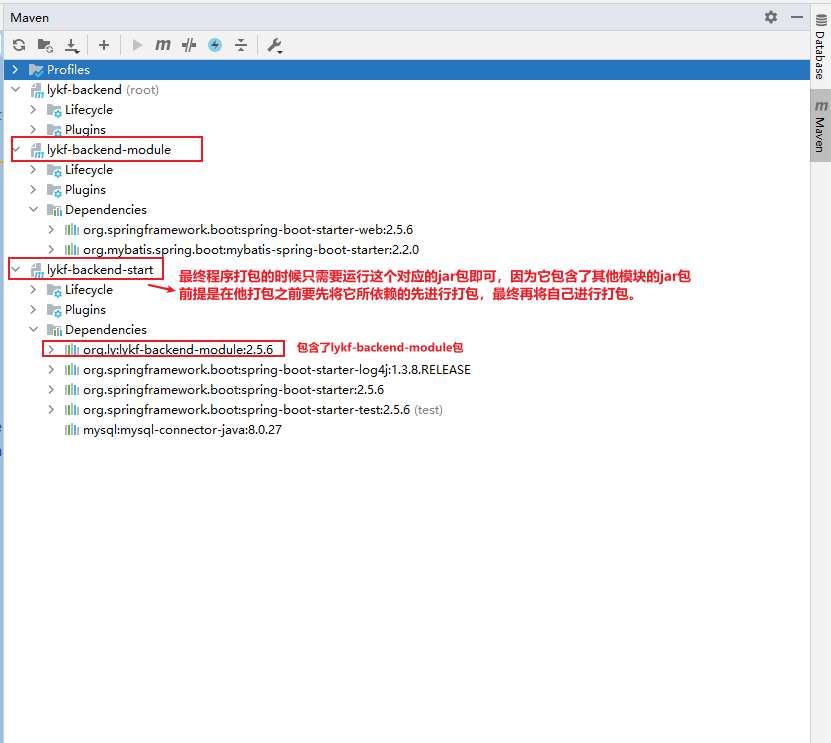 Maven
Profiles
lykf-backend (root)
Lifecycle
Plugins
lykf-backend-module
Lifecycle
Plugins
Dependencies
org.springframework.boot:spring-boot-starter-web:2.5.6
org.mybatis.spring.boot:mybatis-spring-boot-starter:2.2.0
lykf-backend-start
最终程序打包的时候只需要运行这个对应的jar包即可，因为它包含了其他模块的jar包
前提是在他打包之前要先将它所依赖的先进行打包，最终再将自己进行打包。
Lifecycle
Plugins
Dependencies
org.ly:lykf-backend-module:2.5.6 包含了lykf-backend-module包
org.springframework.boot:spring-boot-starter-log4j:1.3.8.RELEASE
org.springframework.boot:spring-boot-starter:2.5.6
org.springframework.boot:spring-boot-starter-test:2.5.6 (test)
mysql:mysql-connector-java:8.0.27
Database
m Maven